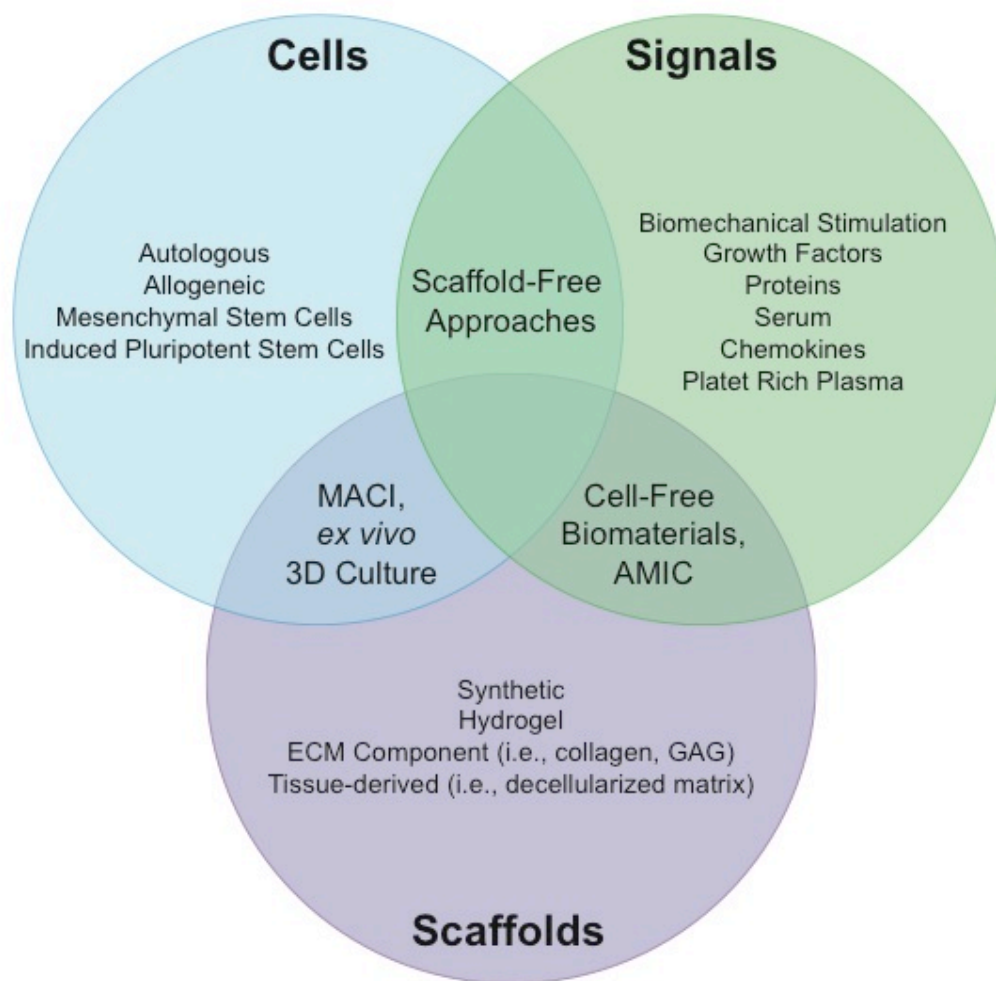 Cells
Signals
Autologous
Allogeneic
Mesenchymal Stem Cells
Induced Pluripotent Stem Cells
Scaffold-Free
Approaches
Biomechanical Stimulation
Growth Factors
Proteins
Serum
Chemokines
Platet Rich Plasma
MACI,
ex vivo
3D Culture
Cell-Free
Biomaterials,
AMIC
Synthetic
Hydrogel
ECM Component (i.e., collagen, GAG)
Tissue-derived (i.e., decellularized matrix)
Scaffolds